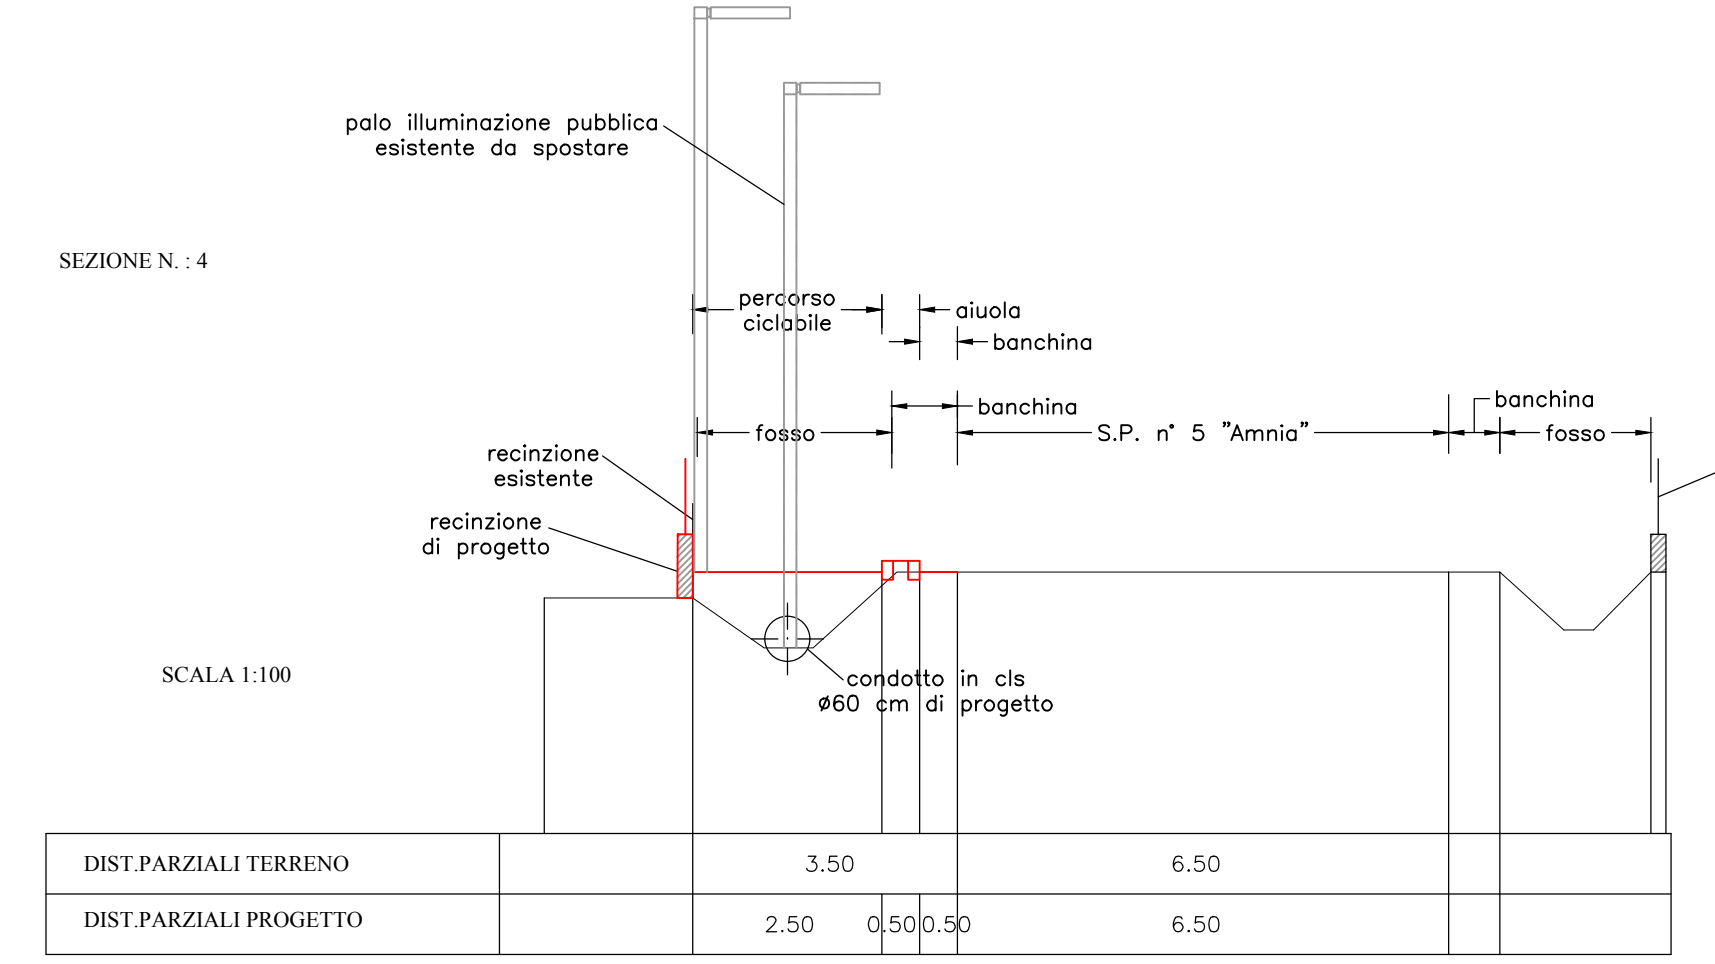 palo illuminazione pubblica
esistente da spostare
SEZIONE N. : 4
percorso
ciclabile
aiuola
banchina
banchina
banchina
fosso
S.P. n° 5 "Amnia"
fosso
recinzione
esistente
recinzione
di progetto
SCALA 1:100
condotto in cls
ø60 cm di progetto
DIST.PARZIALI TERRENO 3.50 6.50
DIST.PARZIALI PROGETTO 2.50 0.50 0.50 6.50